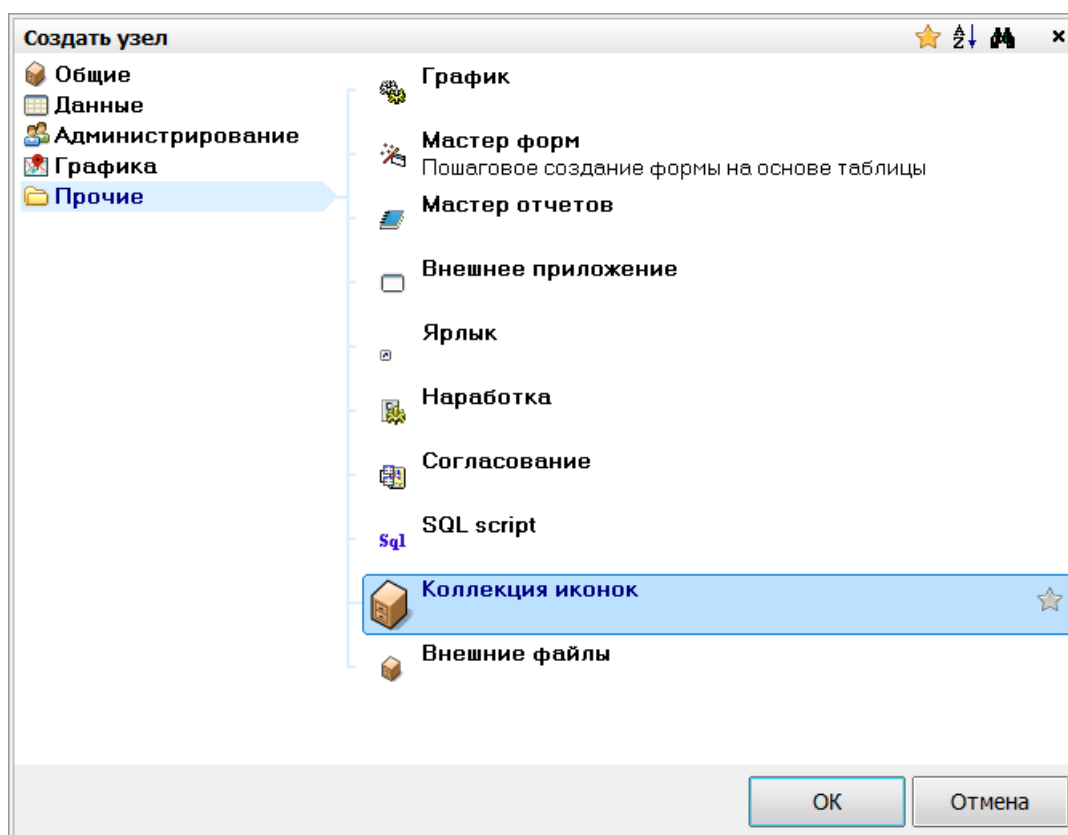 Создать узел
Общие
Данные
Администрирование
Графика
Прочие
График
Мастер форм
Пошаговое создание формы на основе таблицы
Мастер отчетов
Внешнее приложение
Ярлык
Наработка
Согласование
Sql SQL script
Коллекция иконок
Внешние файлы
ОК Отмена